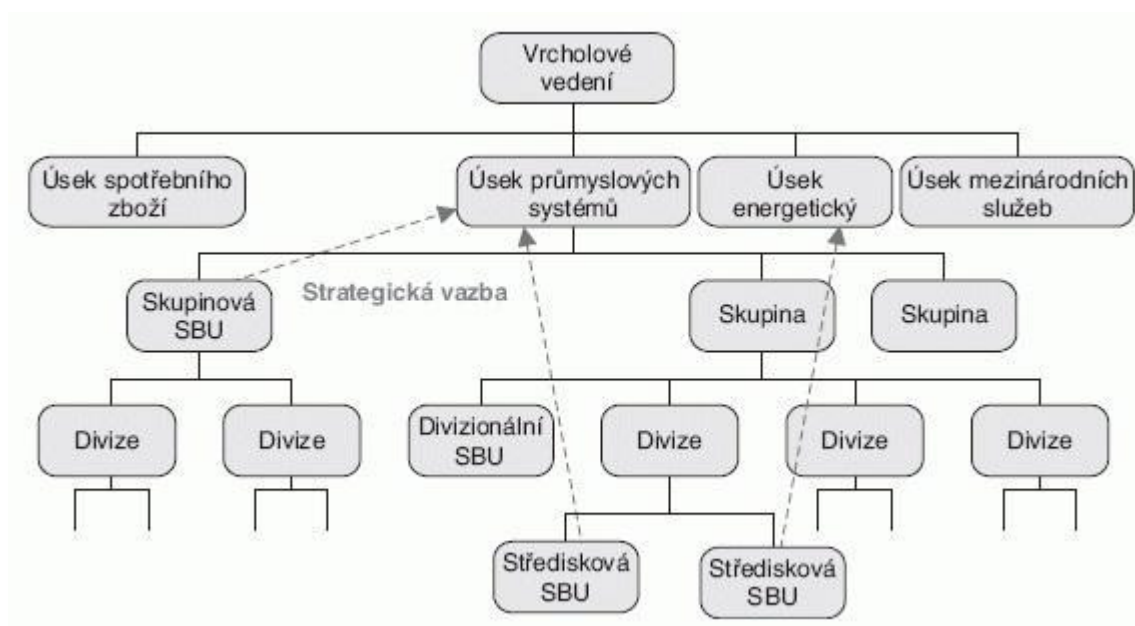 Vrcholové
vedení
Úsek spotřebního
zboží
Úsek průmyslových
systémů
Úsek
energetický
Úsek mezinárodních
služeb
Strategická vazba
Skupinová
SBU
Skupina
Skupina
Divize
Divize
Divizionální
SBU
Divize
Divize
Divize
Středisková
SBU
Středisková
SBU